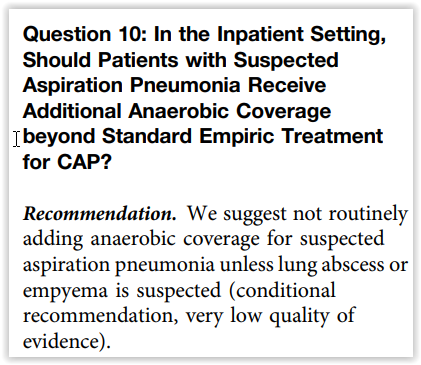 Question 10: In the Inpatient Setting,
Should Patients with Suspected
Aspiration Pneumonia Receive
Additional Anaerobic Coverage
beyond Standard Empiric Treatment
for CAP?
Recommendation. We suggest not routinely
adding anaerobic coverage for suspected
aspiration pneumonia unless lung abscess or
empyema is suspected (conditional
recommendation, very low quality of
evidence).